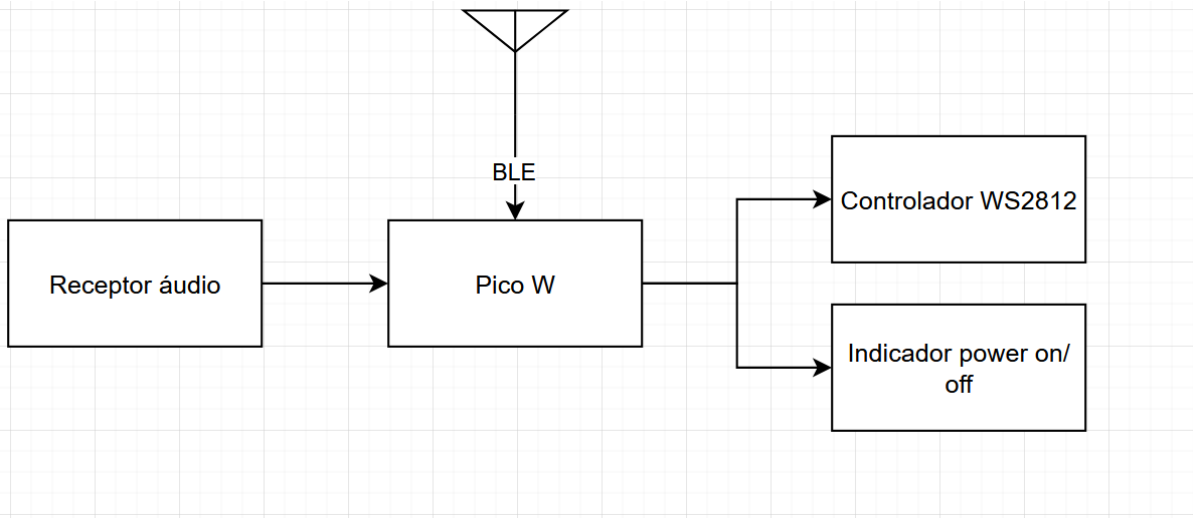 BLE
Receptor áudio
Pico W
Controlador WS2812
Indicador power on/
off